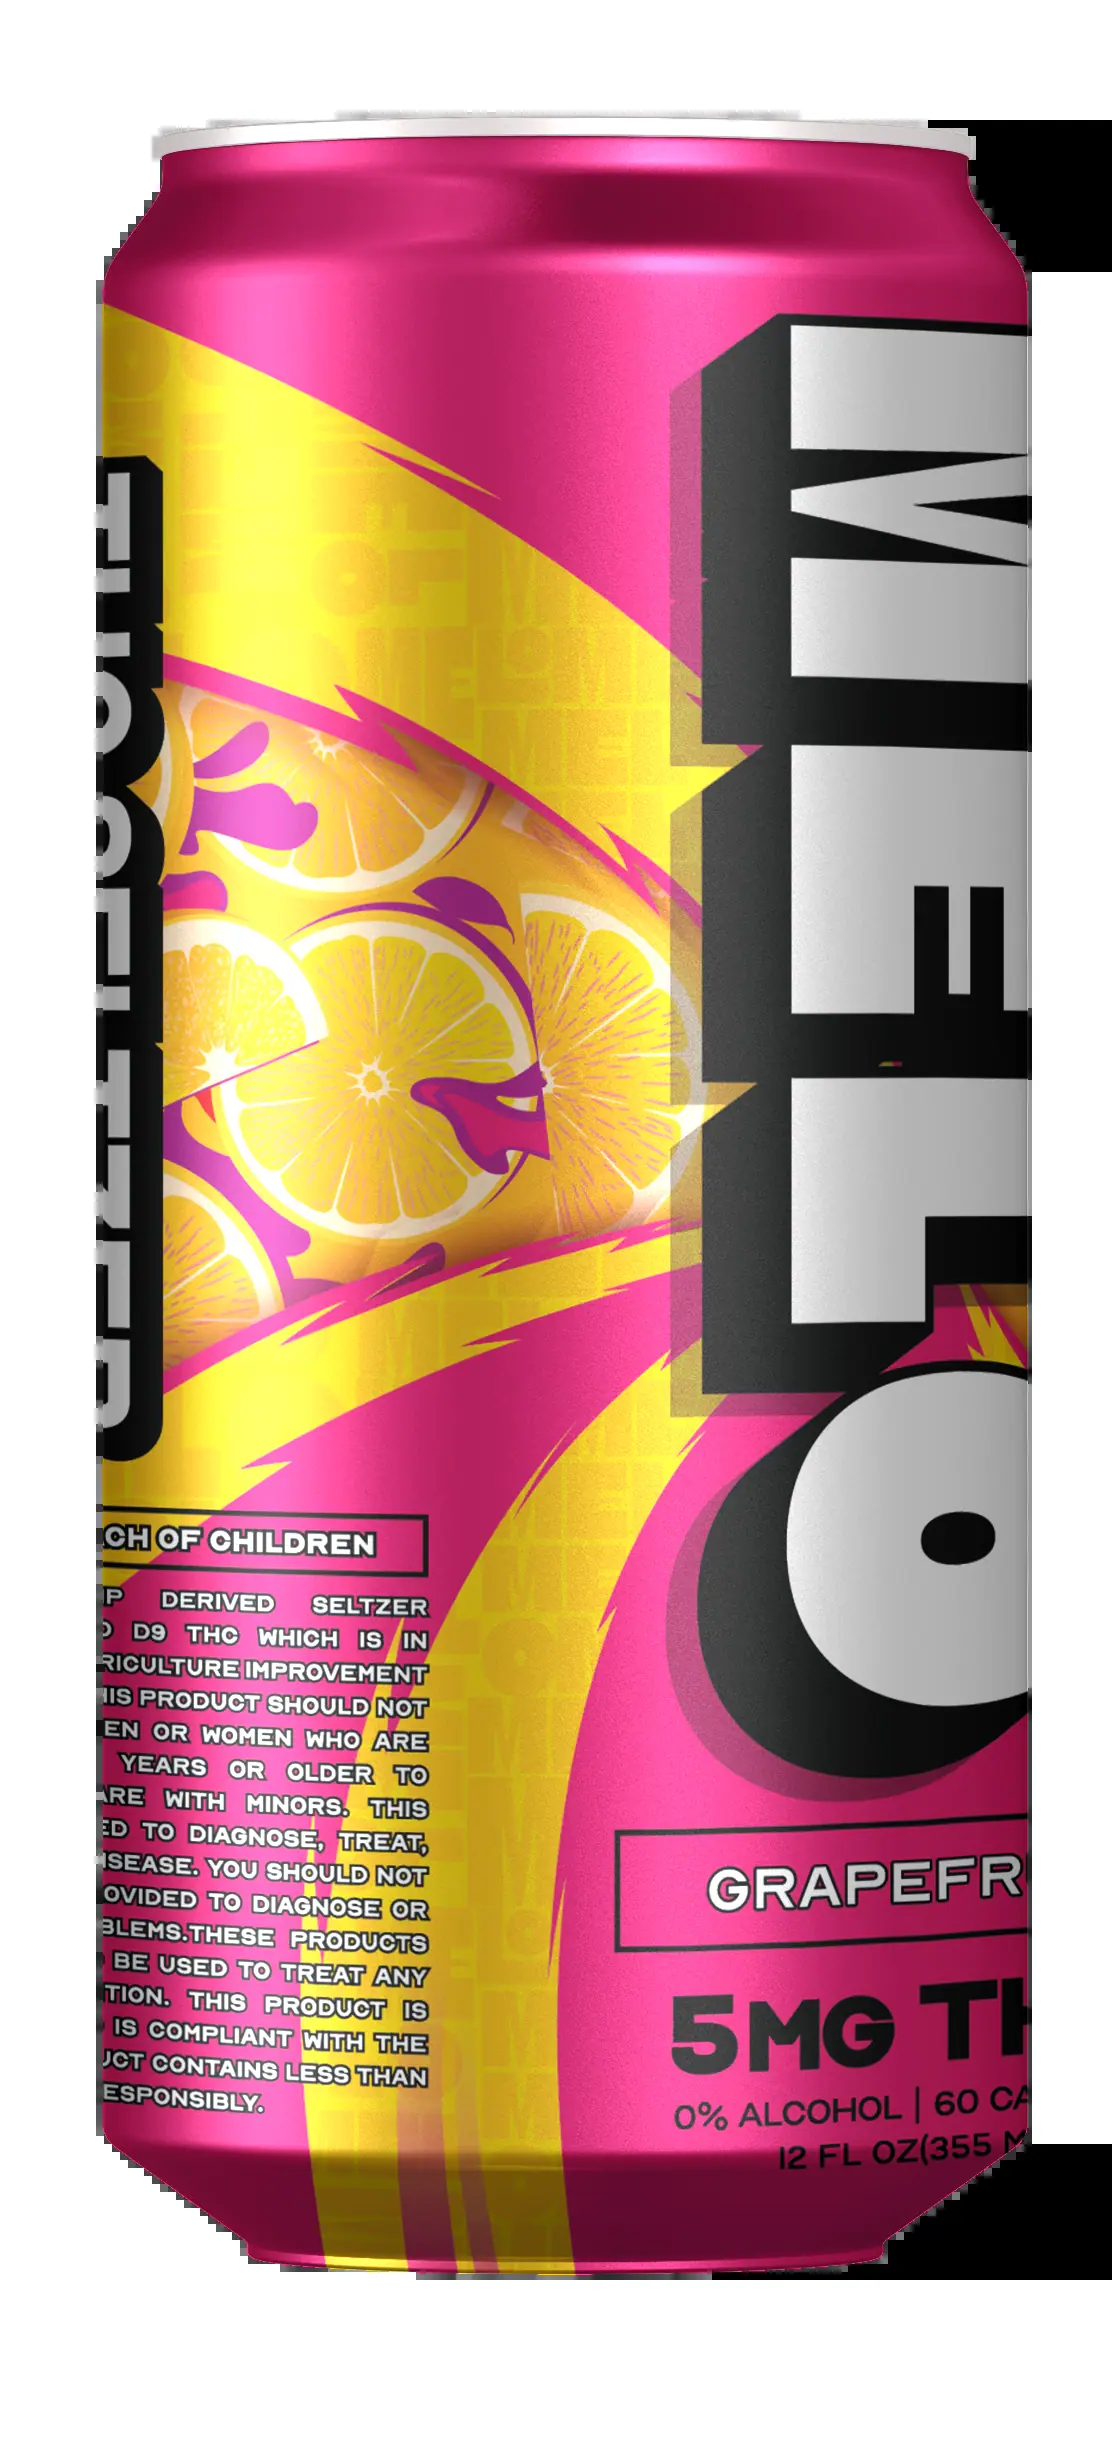 MELO
GRAPEFR
5MG TH
0% ALCOHOL | 60 CA
12 FL OZ(355 M
THC SELTZER
CH OF CHILDREN
P DERIVED SELTZER
D9 THC WHICH IS IN
RICULTURE IMPROVEMENT
HIS PRODUCT SHOULD NOT
EN OR WOMEN WHO ARE
YEARS OR OLDER TO
ARE WITH MINORS. THIS
ED TO DIAGNOSE, TREAT,
ISEASE. YOU SHOULD NOT
OVIDED TO DIAGNOSE OR
BLEMS.THESE PRODUCTS
BE USED TO TREAT ANY
TION. THIS PRODUCT IS
IS COMPLIANT WITH THE
UCT CONTAINS LESS THAN
ESPONSIBLY.